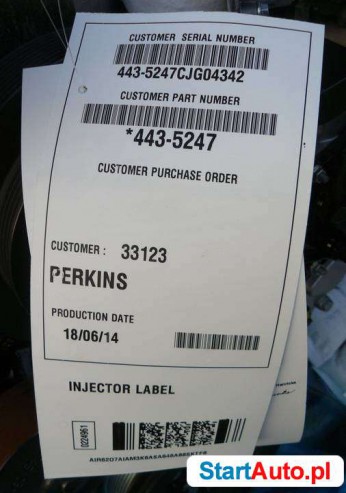 CUSTOMER SERIAL NUMBER
443-5247CJG04342
CUSTOMER PART NUMBER
*443-5247
CUSTOMER PURCHASE ORDER
CUSTOMER : 33123
PERKINS
PRODUCTION DATE
18/06/14
INJECTOR LABEL
StartAuto.pl